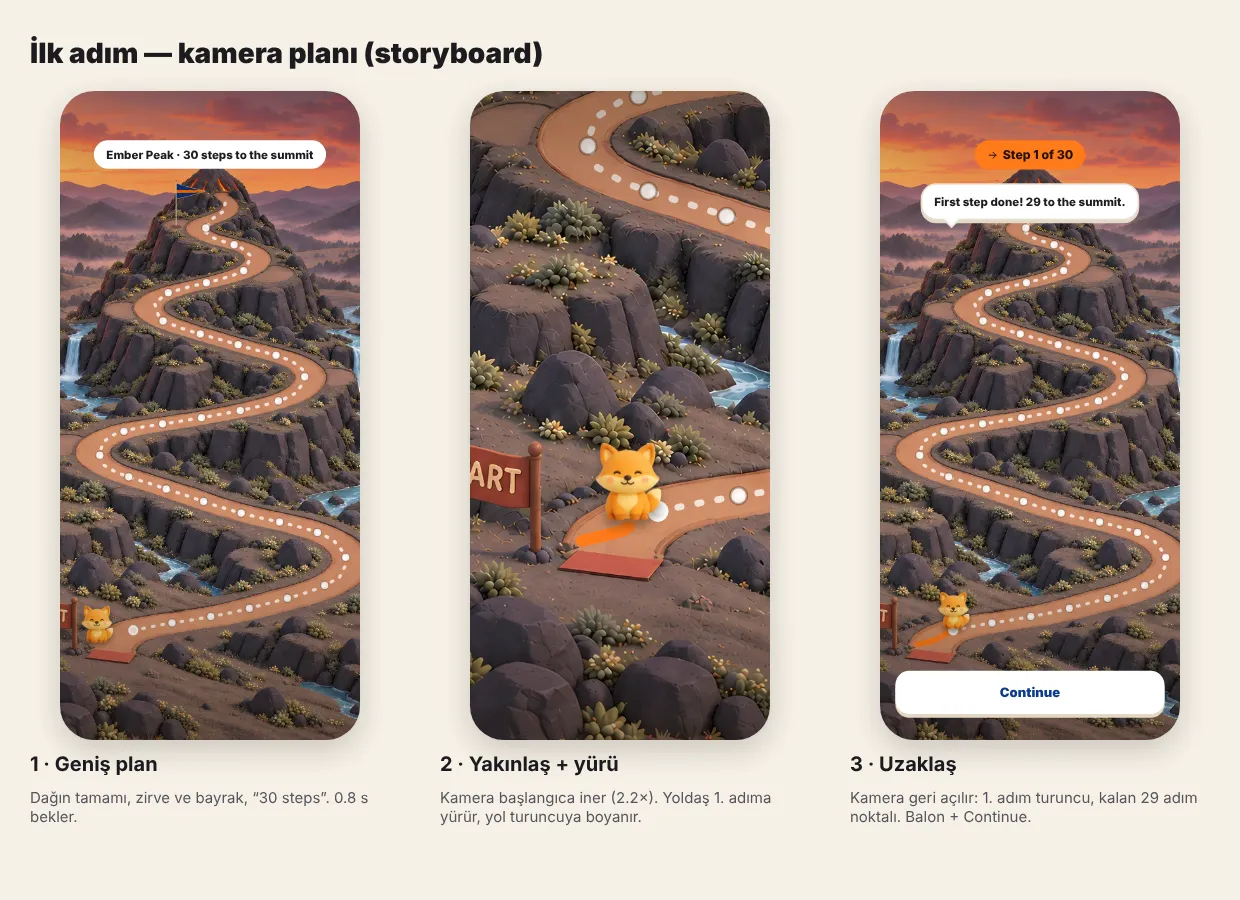 İlk adım — kamera planı (storyboard)
Ember Peak · 30 steps to the summit
T
1 · Geniş plan
Dağın tamamı, zirve ve bayrak, “30 steps”. 0.8 s
bekler.
ART
2 · Yakınlaş + yürü
Kamera başlangıca iner (2.2×). Yoldaş 1. adıma
yürür, yol turuncuya boyanır.
→ Step 1 of 30
First step done! 29 to the summit.
T
Continue
3 · Uzaklaş
Kamera geri açılır: 1. adım turuncu, kalan 29 adım
noktalı. Balon + Continue.